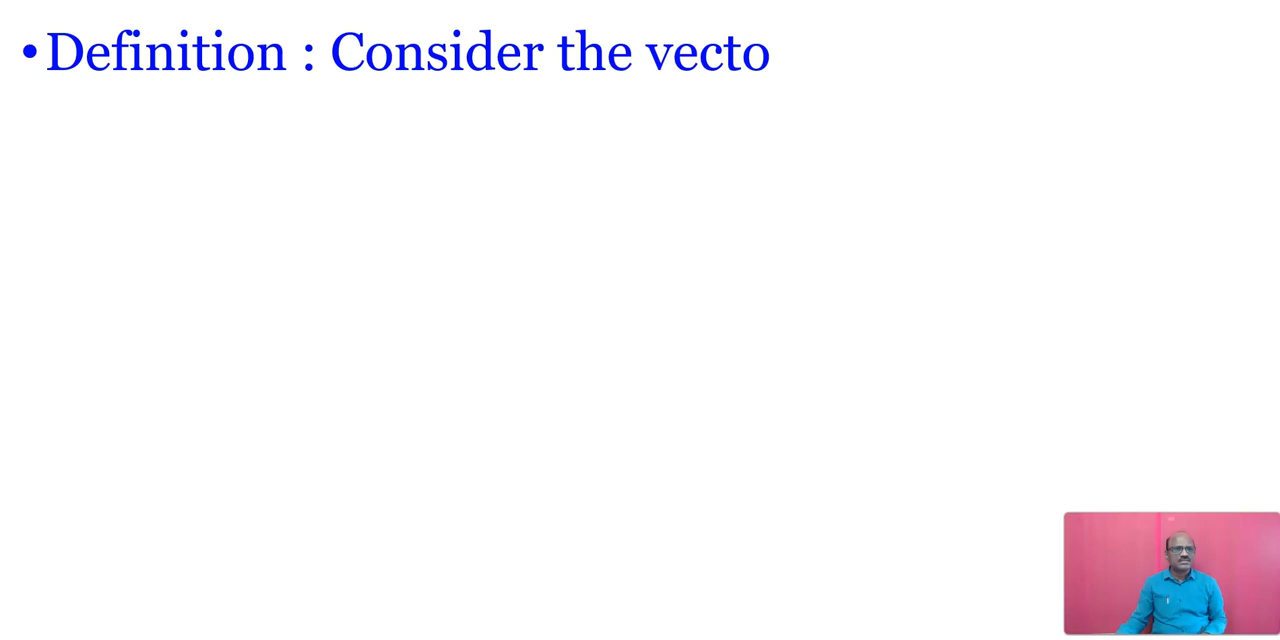 •Definition : Consider the vecto